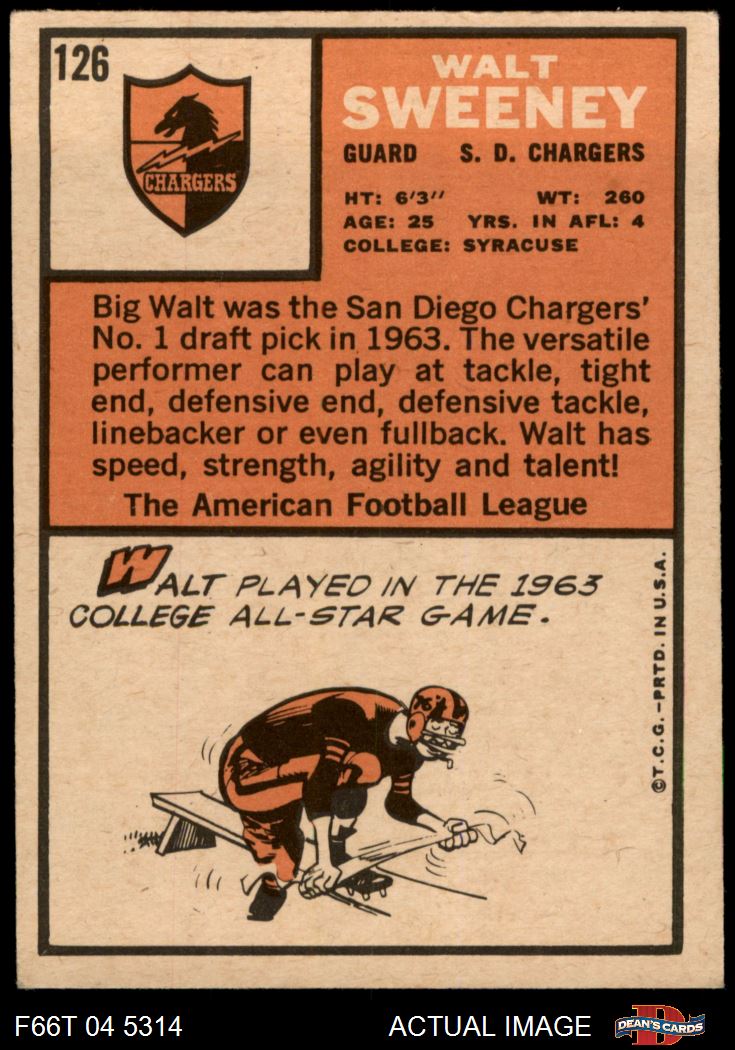 126
CHARGERS
WALT
SWEENEY
GUARD S. D. CHARGERS
HT: 6'3'' WT: 260
AGE: 25 YRS. IN AFL: 4
COLLEGE: SYRACUSE
Big Walt was the San Diego Chargers'
No. 1 draft pick in 1963. The versatile
performer can play at tackle, tight
end, defensive end, defensive tackle,
linebacker or even fullback. Walt has
speed, strength, agility and talent!
The American Football League
WALT PLAYED IN THE 1963
COLLEGE ALL-STAR GAME.
76
©T.C.G.—PRTD. IN U.S.A.
F66T 04 5314
ACTUAL IMAGE
D
DEAN'S CARDS